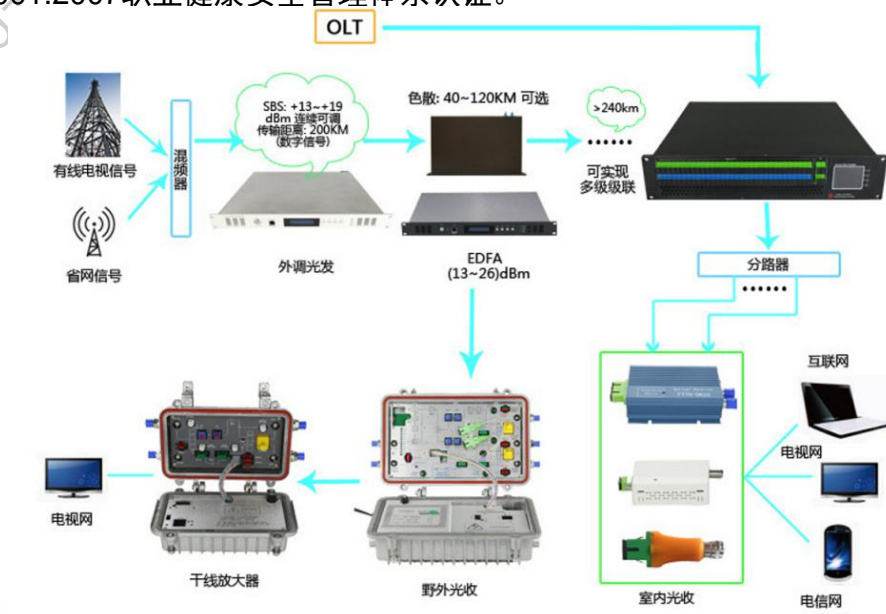 OLT
SBS: +13~+19
dBm 连续可调
传输距离: 200KM
(数字信号)
色散: 40~120KM 可选
>240km
有线电视信号
混频器
可实现
多级级联
省网信号
外调光发
EDFA
(13~26)dBm
分路器
互联网
电视网
电视网
干线放大器
野外光收
室内光收
电信网